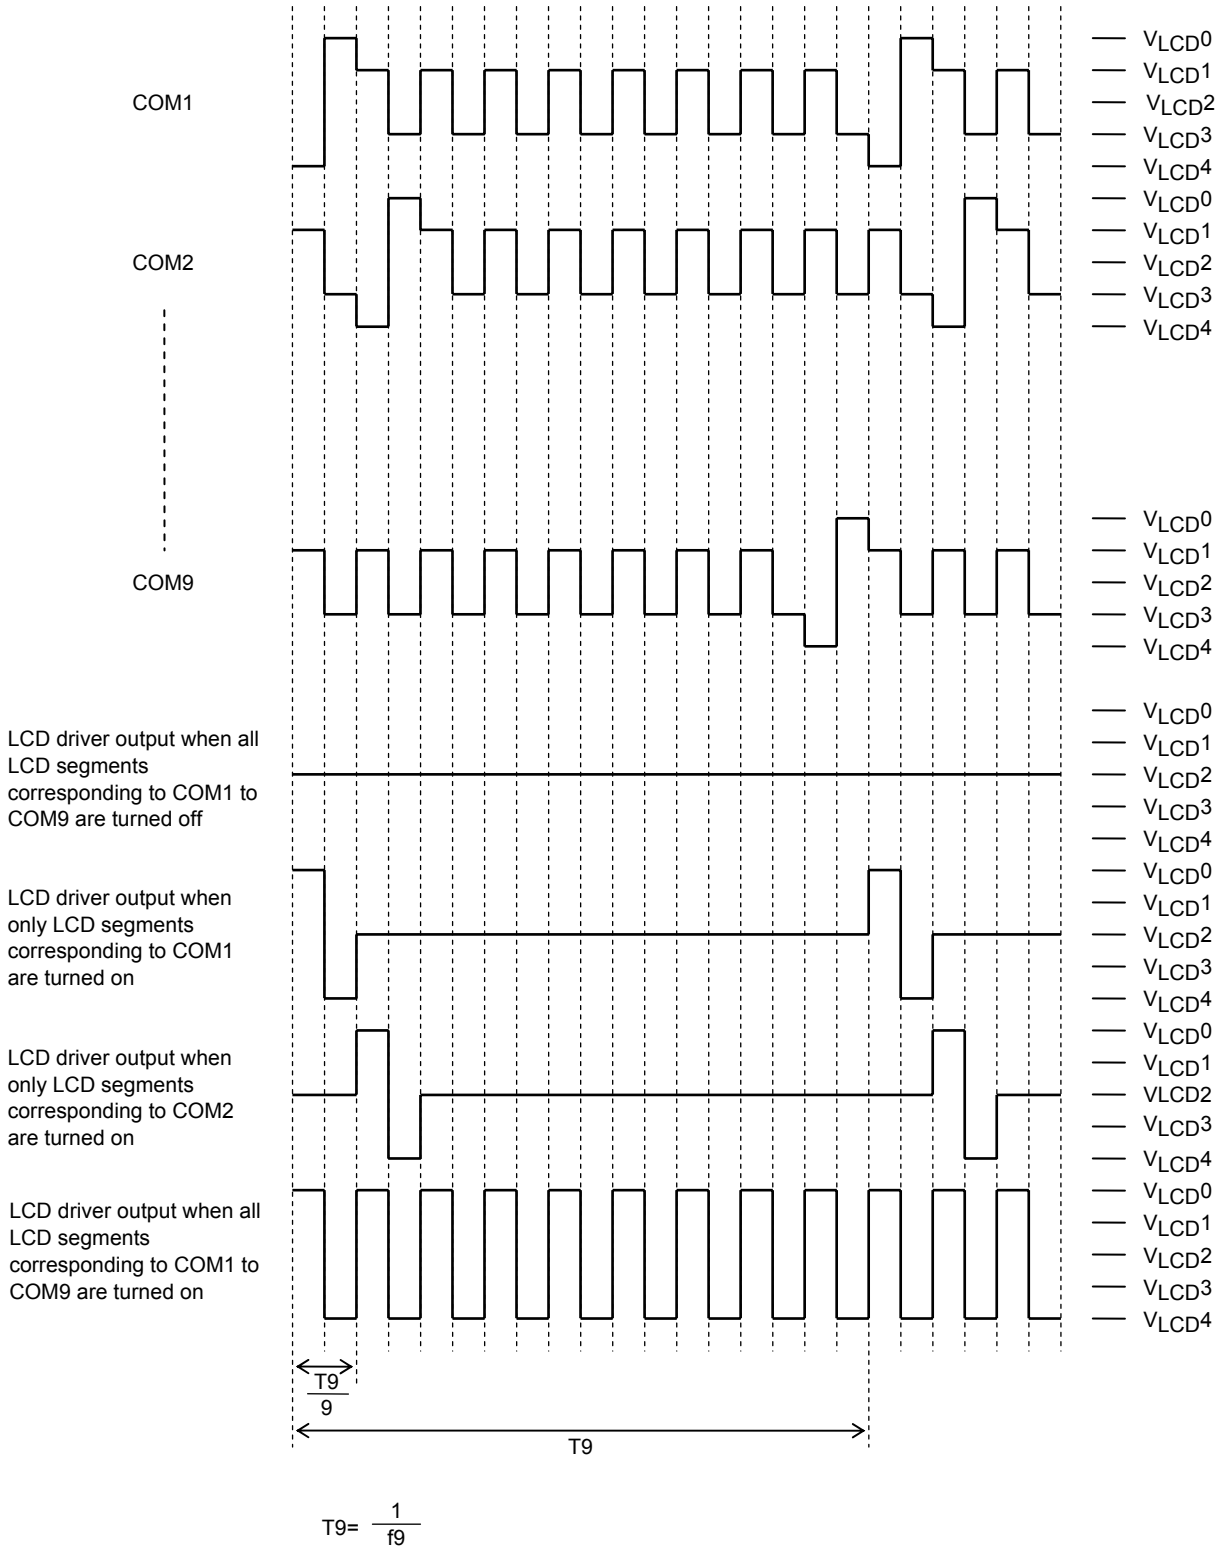 VLCD0
VLCD1
COM1
VLCD2
VLCD3
VLCD4
VLCD0
VLCD1
COM2
VLCD2
VLCD3
VLCD4
VLCD0
VLCD1
COM9
VLCD2
VLCD3
VLCD4
VLCD0
VLCD1
VLCD2
VLCD3
VLCD4
LCD driver output when all
LCD segments
corresponding to COM1 to
COM9 are turned off
VLCD0
VLCD1
VLCD2
VLCD3
VLCD4
LCD driver output when
only LCD segments
corresponding to COM1
are turned on
VLCD0
VLCD1
VLCD2
VLCD3
VLCD4
LCD driver output when
only LCD segments
corresponding to COM2
are turned on
VLCD0
VLCD1
VLCD2
VLCD3
VLCD4
LCD driver output when all
LCD segments
corresponding to COM1 to
COM9 are turned on
T9
9
T9
T9= 1
f9